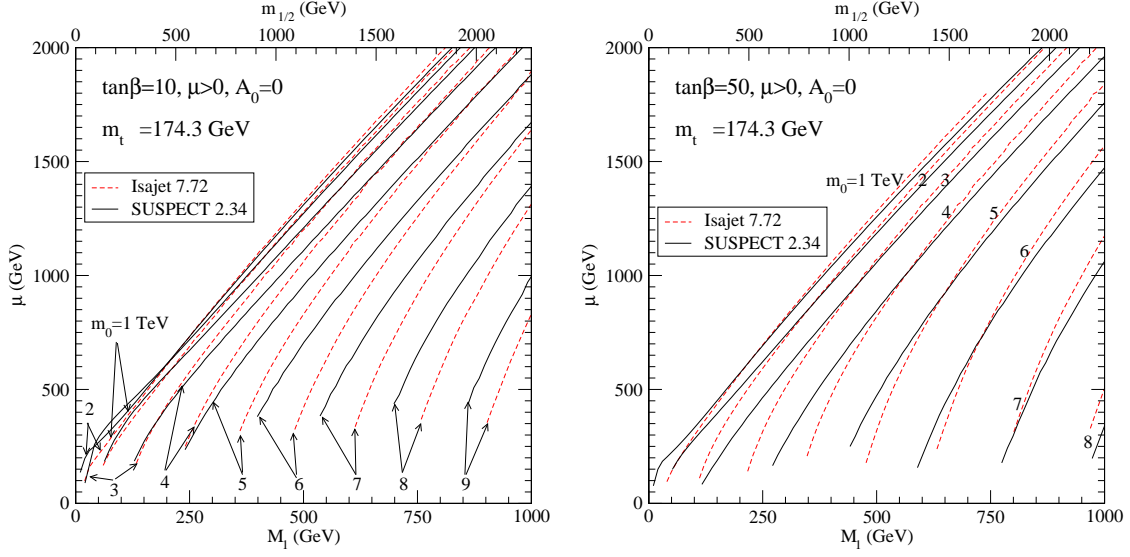 m1/2 (GeV)
0 500 1000 1500 2000
2000
1500
1000
500
0
μ (GeV)
tanβ=10, μ>0, A0=0
mt =174.3 GeV
Isajet 7.72
SUSPECT 2.34
m0=1 TeV
2
3
4
5
6
7
8
9
0 250 500 750 1000
M1 (GeV)
m1/2 (GeV)
0 500 1000 1500 2000
2000
1500
1000
500
0
μ (GeV)
tanβ=50, μ>0, A0=0
mt =174.3 GeV
m0=1 TeV 2 3
Isajet 7.72
SUSPECT 2.34
4
5
6
7
8
0 250 500 750 1000
M1 (GeV)